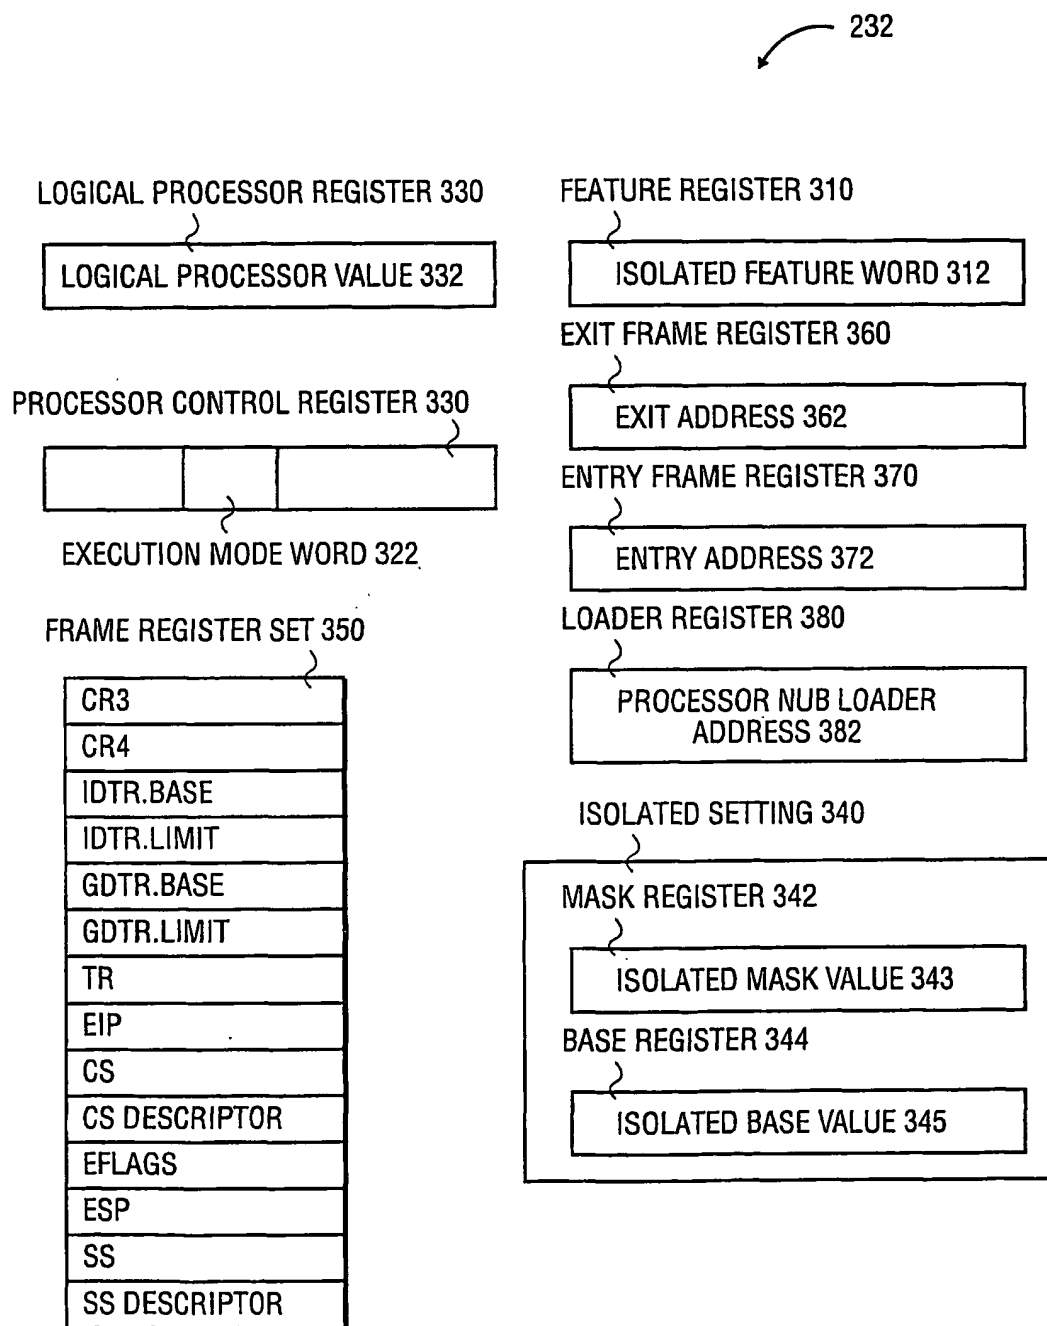 232
LOGICAL PROCESSOR REGISTER 330
LOGICAL PROCESSOR VALUE 332
PROCESSOR CONTROL REGISTER 330
EXECUTION MODE WORD 322
FRAME REGISTER SET 350
CR3
CR4
IDTR.BASE
IDTR.LIMIT
GDTR.BASE
GDTR.LIMIT
TR
EIP
CS
CS DESCRIPTOR
EFLAGS
ESP
SS
SS DESCRIPTOR
FEATURE REGISTER 310
ISOLATED FEATURE WORD 312
EXIT FRAME REGISTER 360
EXIT ADDRESS 362
ENTRY FRAME REGISTER 370
ENTRY ADDRESS 372
LOADER REGISTER 380
PROCESSOR NUB LOADER
ADDRESS 382
ISOLATED SETTING 340
MASK REGISTER 342
ISOLATED MASK VALUE 343
BASE REGISTER 344
ISOLATED BASE VALUE 345